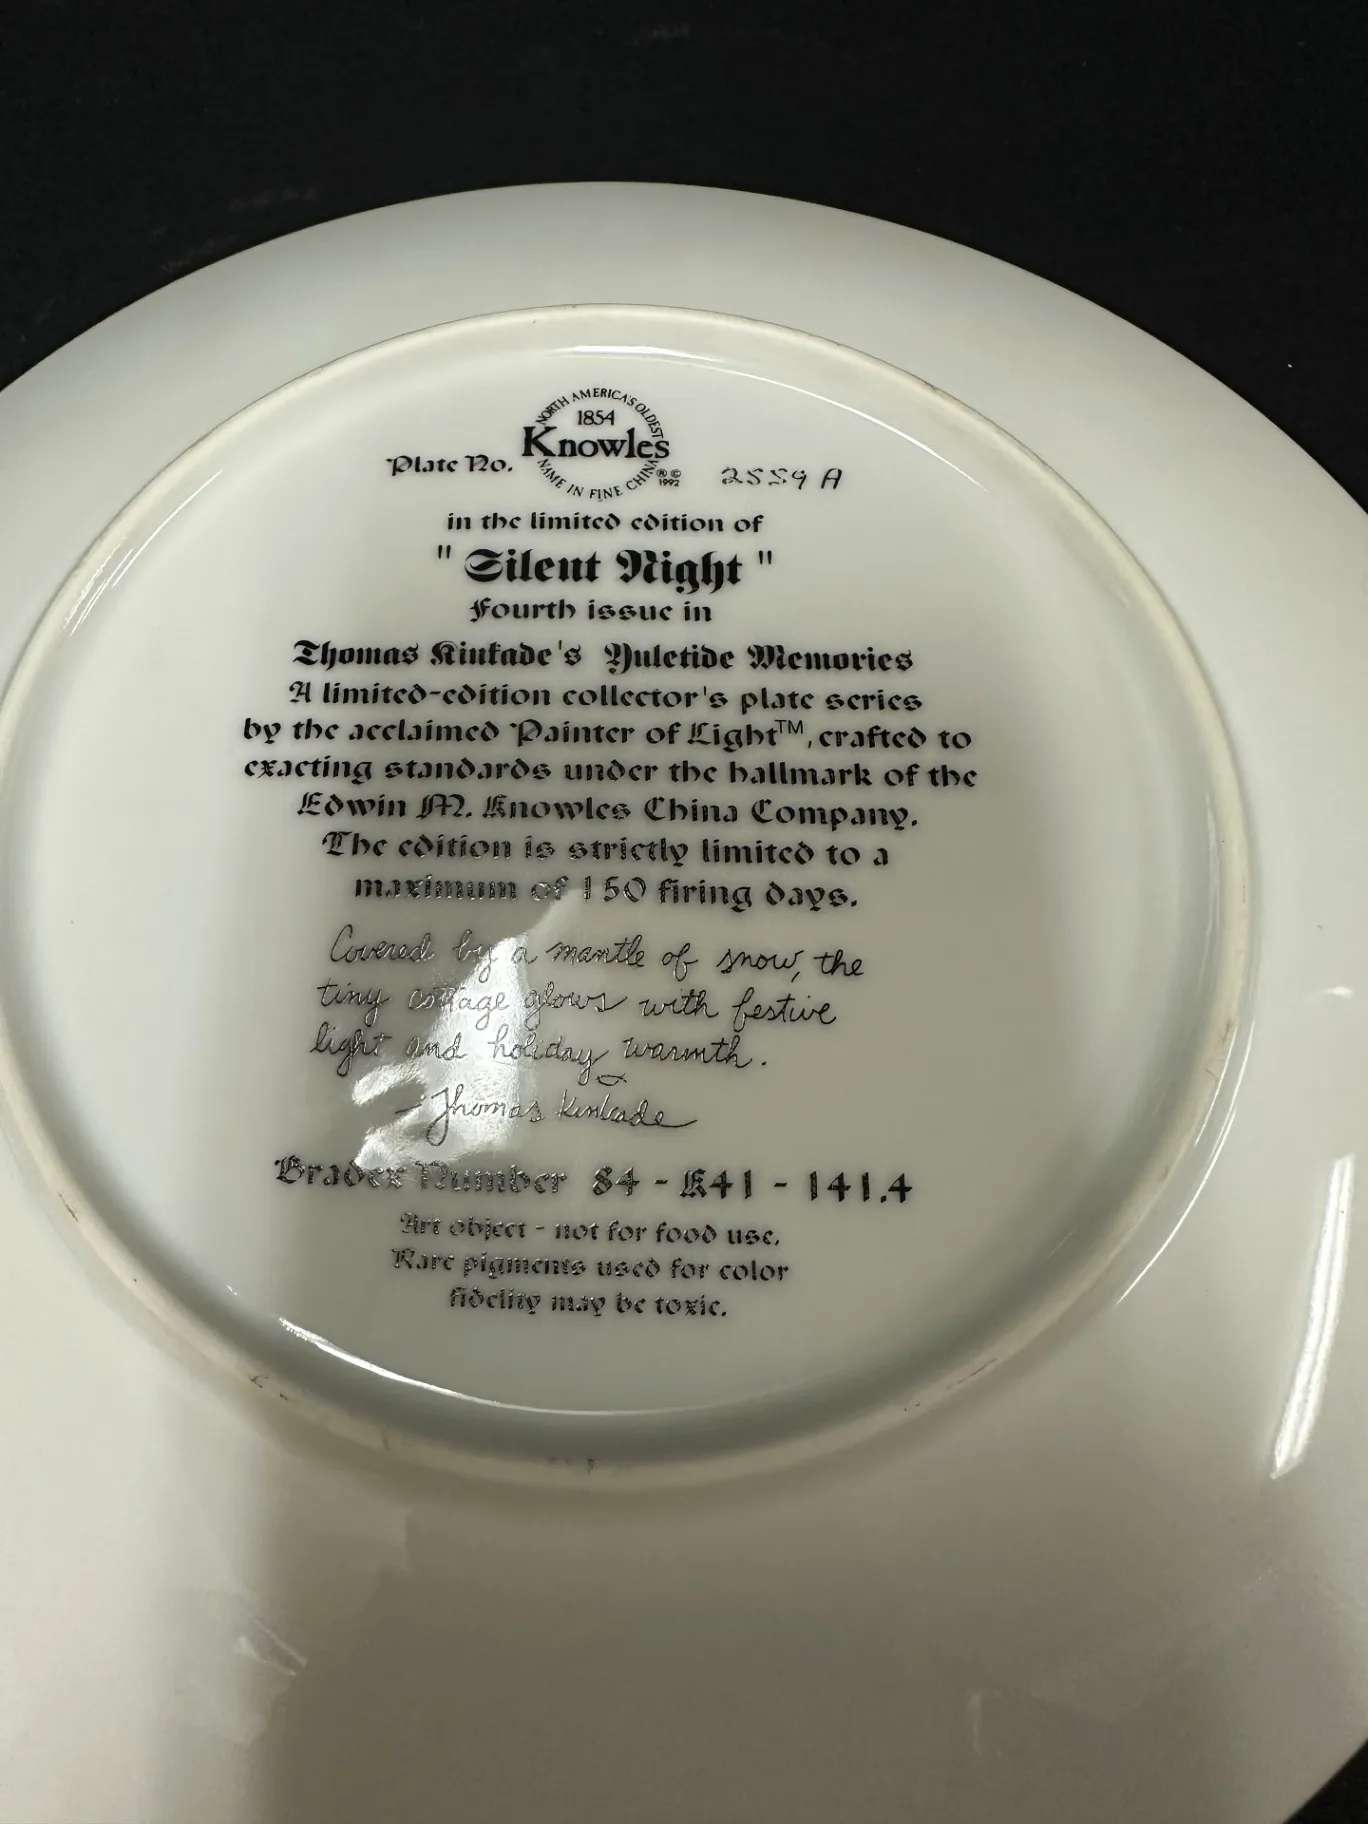 NORTH AMERICA'S OLDEST
1854
Knowles
NAME IN FINE CHINA
® © 1992
Plate No. 2559 A
in the limited edition of
"Silent Night"
Fourth issue in
Thomas Kinkade's Yuletide Memories
A limited-edition collector's plate series
by the acclaimed Painter of Light™, crafted to
exacting standards under the hallmark of the
Edwin M. Knowles China Company.
The edition is strictly limited to a
maximum of 150 firing days.
Covered by a mantle of snow, the
tiny cottage glows with festive
light and holiday warmth.
-Thomas Kinkade
Bradex Number 84 - K41 - 141.4
Art object - not for food use.
Rare pigments used for color
fidelity may be toxic.